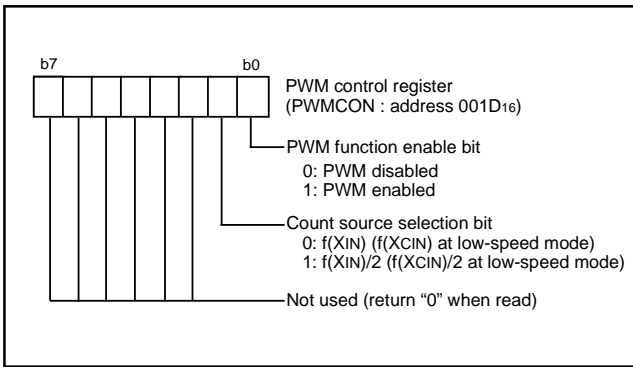 b7 b0
PWM control register
(PWMCON : address 001D16)
PWM function enable bit
0: PWM disabled
1: PWM enabled
Count source selection bit
0: f(XIN) (f(XCIN) at low-speed mode)
1: f(XIN)/2 (f(XCIN)/2 at low-speed mode)
Not used (return “0” when read)